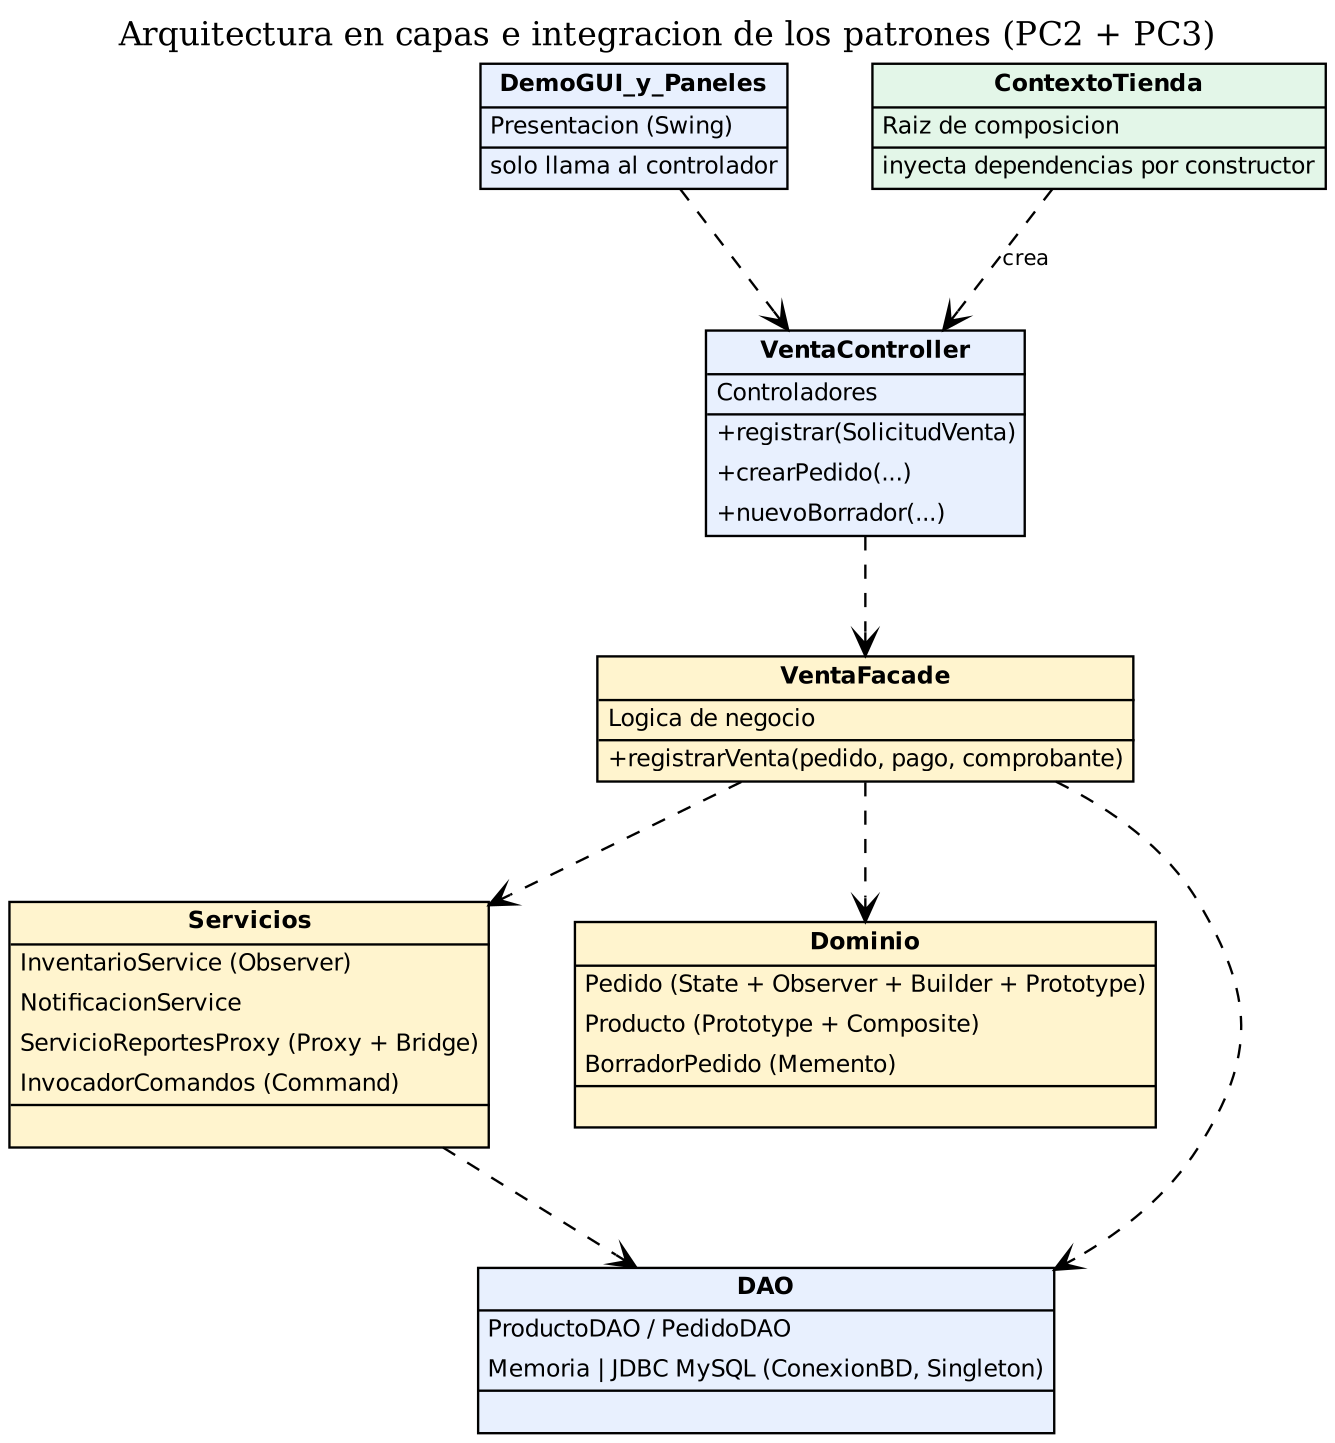 Arquitectura en capas e integracion de los patrones (PC2 + PC3)
DemoGUI_y_Paneles
Presentacion (Swing)
solo llama al controlador
ContextoTienda
Raiz de composicion
inyecta dependencias por constructor
crea
VentaController
Controladores
+registrar(SolicitudVenta)
+crearPedido(...)
+nuevoBorrador(...)
VentaFacade
Logica de negocio
+registrarVenta(pedido, pago, comprobante)
Servicios
InventarioService (Observer)
NotificacionService
ServicioReportesProxy (Proxy + Bridge)
InvocadorComandos (Command)
Dominio
Pedido (State + Observer + Builder + Prototype)
Producto (Prototype + Composite)
BorradorPedido (Memento)
DAO
ProductoDAO / PedidoDAO
Memoria | JDBC MySQL (ConexionBD, Singleton)